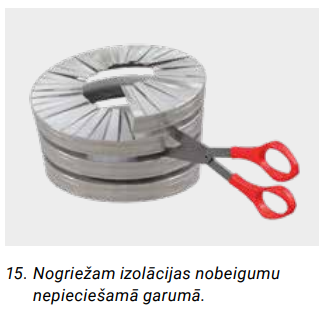 15. Nogriežam izolācijas nobeigumu
nepieciešamā garumā.